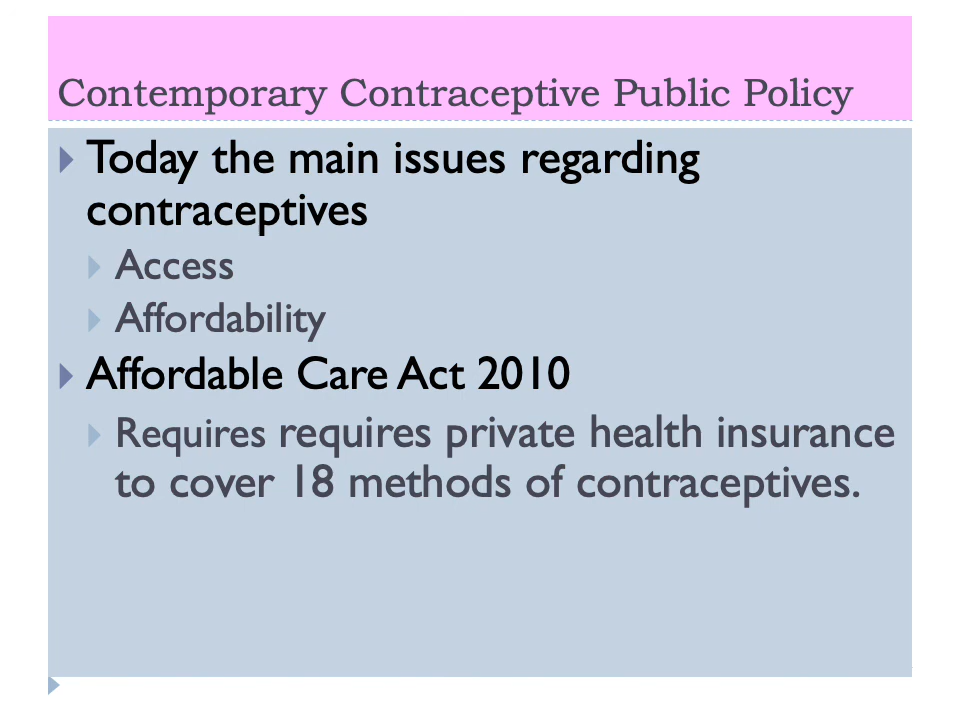 Contemporary Contraceptive Public Policy
Today the main issues regarding
contraceptives
Access
Affordability
Affordable Care Act 2010
Requires requires private health insurance
to cover 18 methods of contraceptives.